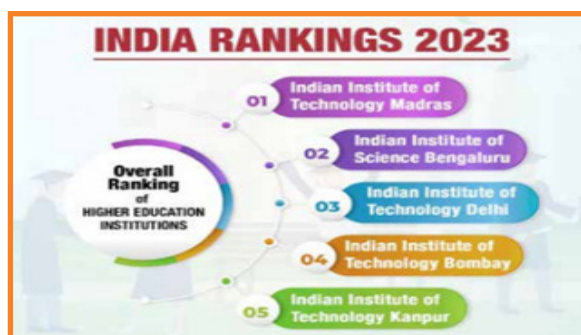 INDIA RANKINGS 2023
01
Indian Institute of
Technology Madras
Overall
Ranking
of
HIGHER EDUCATION
INSTITUTIONS
02
Indian Institute of
Science Bengaluru
03
Indian Institute of
Technology Delhi
04
Indian Institute of
Technology Bombay
05
Indian Institute of
Technology Kanpur